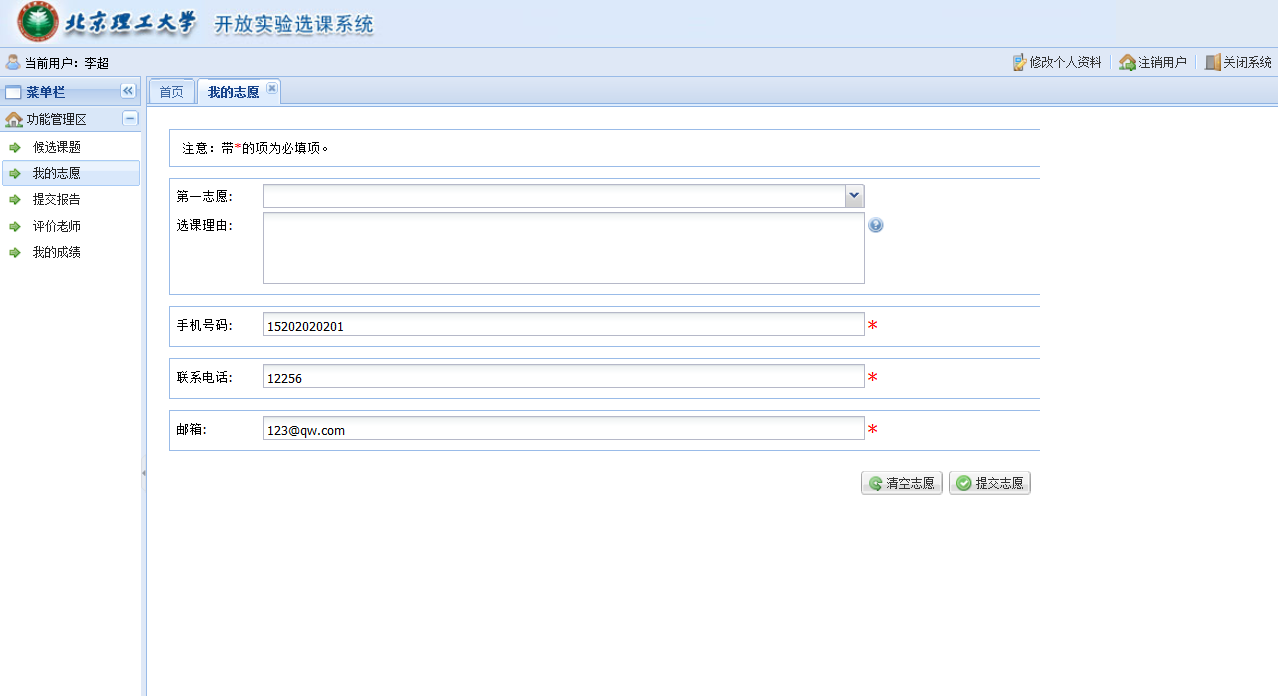 北京理工大学 开放实验选课系统
当前用户：李超 修改个人资料 注销用户 关闭系统
菜单栏 首页 我的志愿
功能管理区
候选课题
我的志愿
提交报告
评价老师
我的成绩
注意：带*的项为必填项。
第一志愿:
选课理由:
手机号码: 15202020201 *
联系电话: 12256 *
邮箱: 123@qw.com *
清空志愿 提交志愿